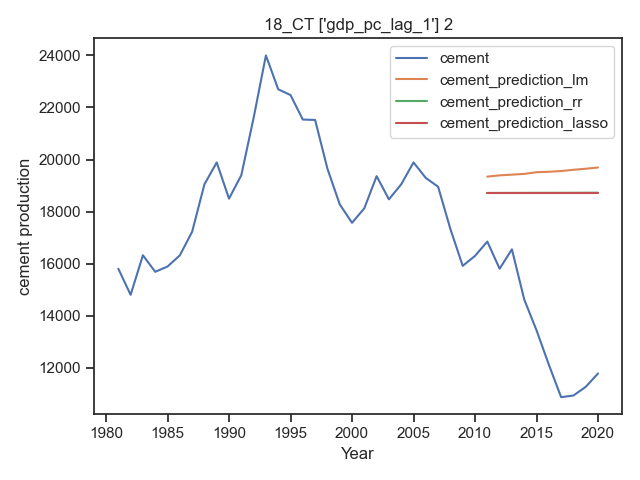 18_CT ['gdp_pc_lag_1'] 2
cement
cement_prediction_lm
cement_prediction_rr
cement_prediction_lasso
cement production
24000
22000
20000
18000
16000
14000
12000
1980 1985 1990 1995 2000 2005 2010 2015 2020
Year